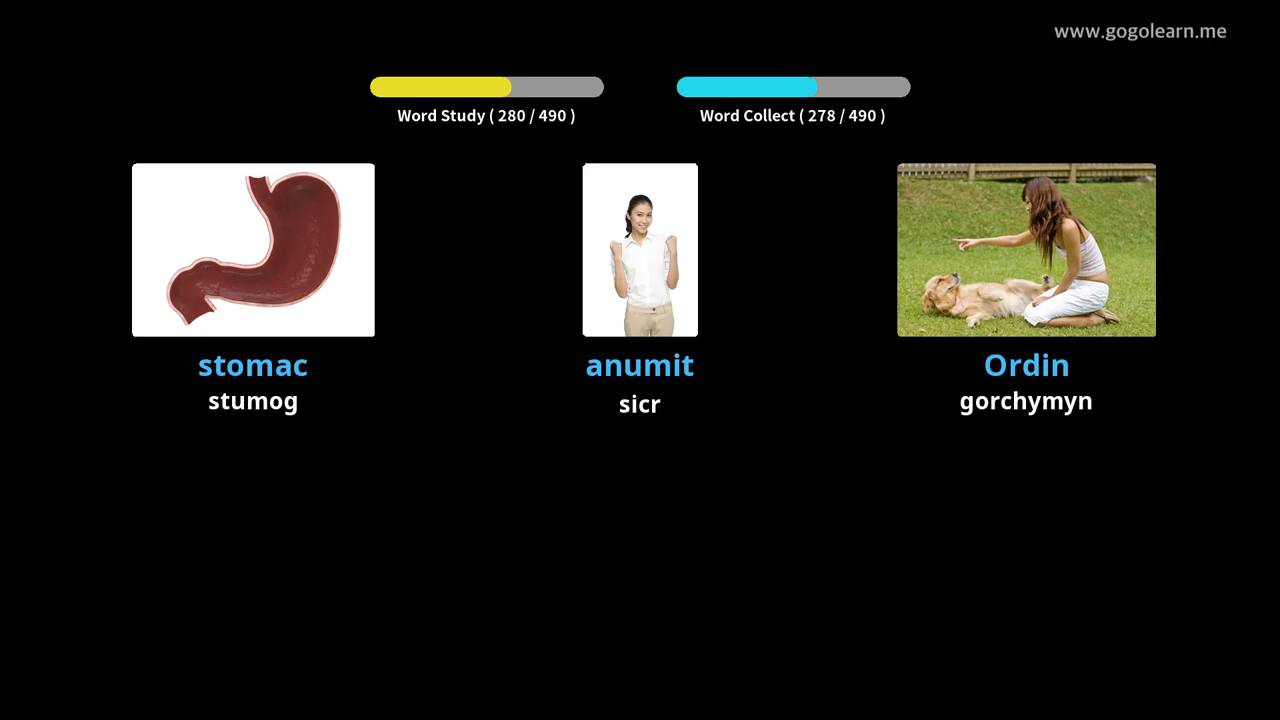 www.gogolearn.me
Word Study ( 280 / 490 )
Word Collect ( 278 / 490 )
stomac
anumit
Ordin
stumog
sicr
gorchymyn